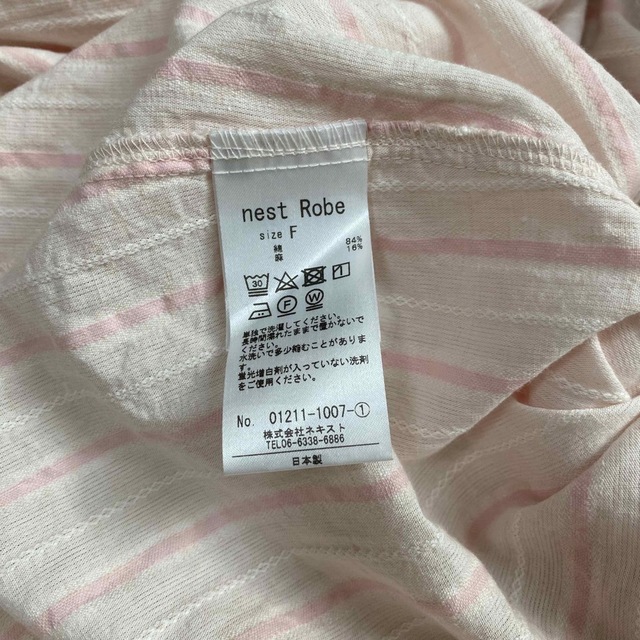 nest Robe
size F
綿 84%
麻 16%
30
F W
単独で洗濯してください。
長時間濡れたままで置かないで
ください。
水洗いで多少縮むことがありま
す。
蛍光増白剤が入っていない洗剤
をご使用ください。
No. 01211-1007-①
株式会社ネキスト
TEL06-6338-6886
日本製